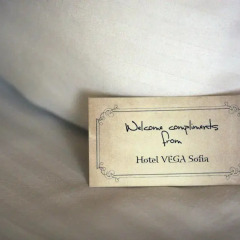 Welcome compliments
from
Hotel VEGA Sofia